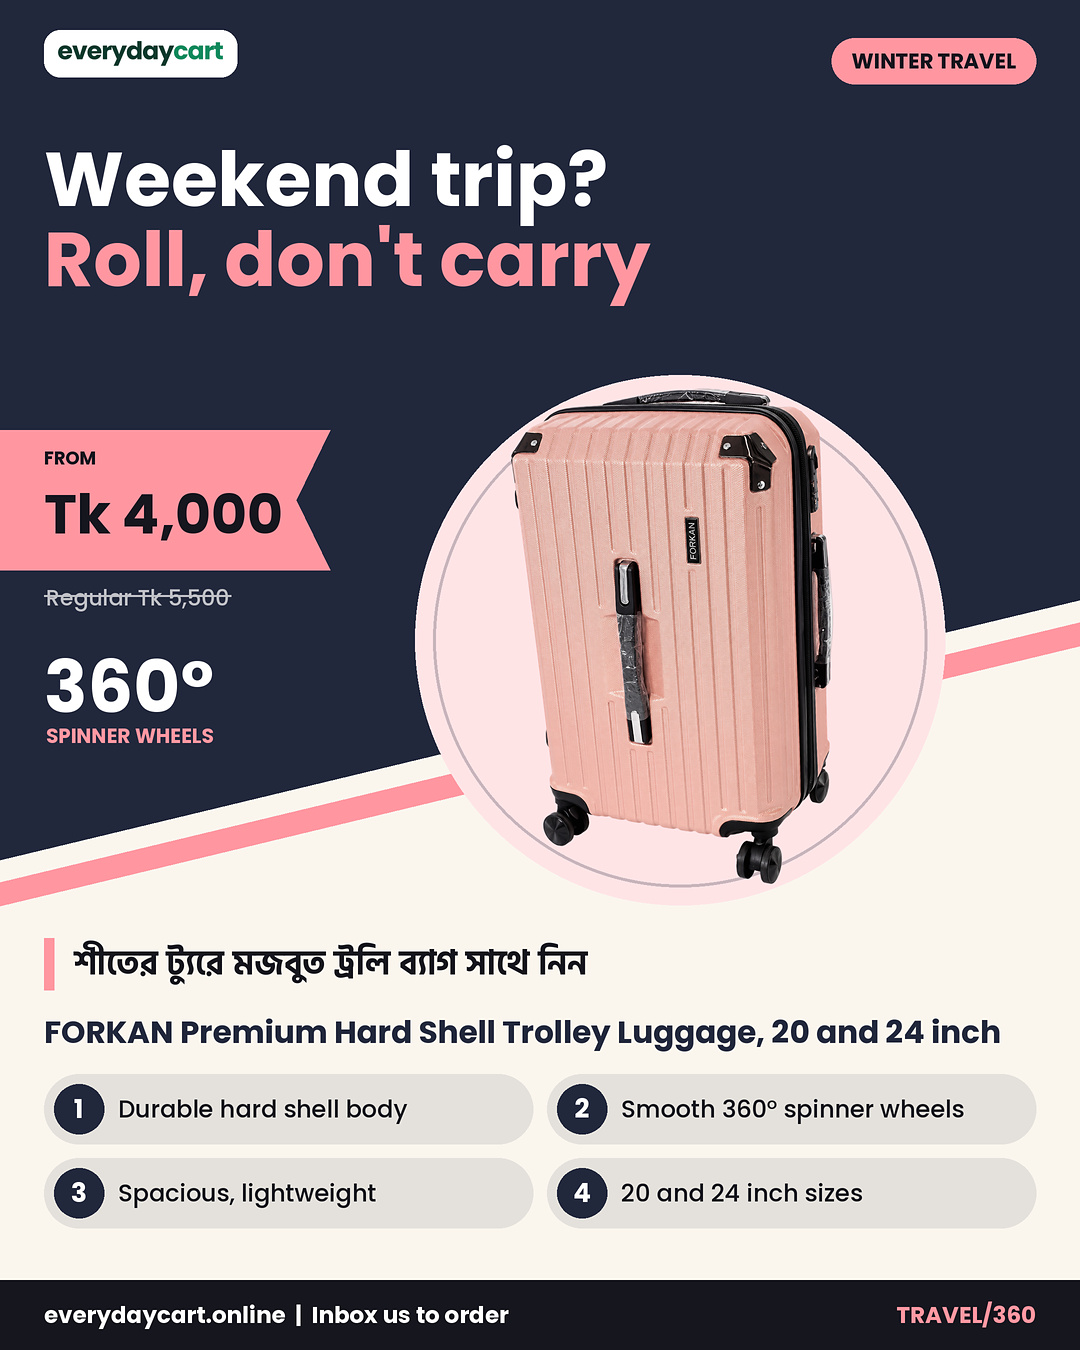 everydaycart
WINTER TRAVEL
Weekend trip?
Roll, don't carry
FROM
Tk 4,000
Regular Tk 5,500
360°
SPINNER WHEELS
FORKAN
শীতের ট্যুরে মজবুত ট্রলি ব্যাগ সাথে নিন
FORKAN Premium Hard Shell Trolley Luggage, 20 and 24 inch
1 Durable hard shell body
2 Smooth 360° spinner wheels
3 Spacious, lightweight
4 20 and 24 inch sizes
everydaycart.online | Inbox us to order
TRAVEL/360